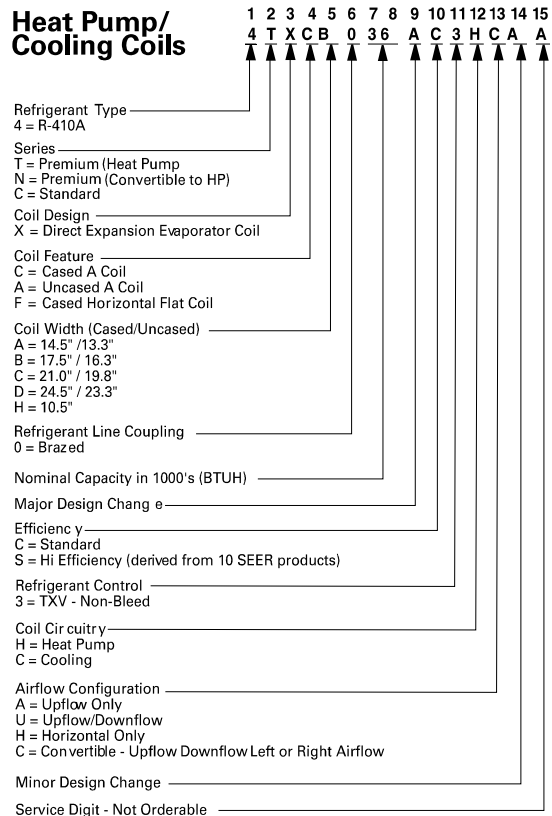 Heat Pump/
Cooling Coils
1 2 3 4 5 6 7 8 9 10 11 12 13 14 15
4 T X C B 0 3 6 A C 3 H C A A
Refrigerant Type
4 = R-410A
Series
T = Premium (Heat Pump
N = Premium (Convertible to HP)
C = Standard
Coil Design
X = Direct Expansion Evaporator Coil
Coil Feature
C = Cased A Coil
A = Uncased A Coil
F = Cased Horizontal Flat Coil
Coil Width (Cased/Uncased)
A = 14.5" /13.3"
B = 17.5" / 16.3"
C = 21.0" / 19.8"
D = 24.5" / 23.3"
H = 10.5"
Refrigerant Line Coupling
0 = Brazed
Nominal Capacity in 1000's (BTUH)
Major Design Chang e
Efficienc y
C = Standard
S = Hi Efficiency (derived from 10 SEER products)
Refrigerant Control
3 = TXV - Non-Bleed
Coil Cir cuitry
H = Heat Pump
C = Cooling
Airflow Configuration
A = Upflow Only
U = Upflow/Downflow
H = Horizontal Only
C = Convertible - Upflow Downflow Left or Right Airflow
Minor Design Change
Service Digit - Not Orderable